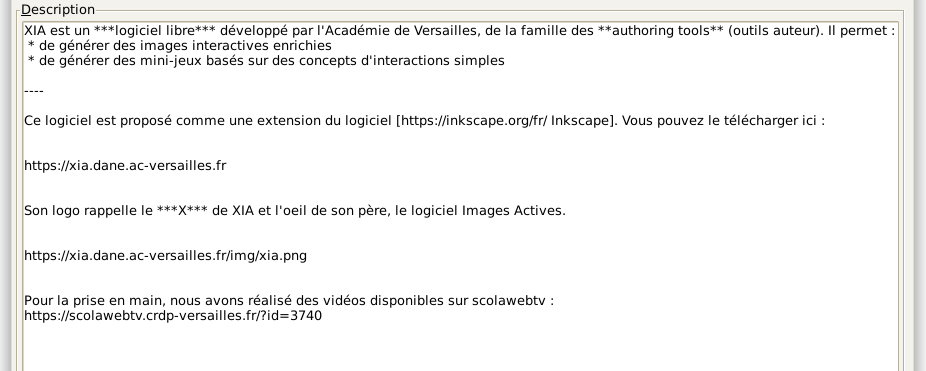 Description
XIA est un ***logiciel libre*** développé par l'Académie de Versailles, de la famille des **authoring tools** (outils auteur). Il permet :
* de générer des images interactives enrichies
* de générer des mini-jeux basés sur des concepts d'interactions simples
----
Ce logiciel est proposé comme une extension du logiciel [https://inkscape.org/fr/ Inkscape]. Vous pouvez le télécharger ici :
https://xia.dane.ac-versailles.fr
Son logo rappelle le ***X*** de XIA et l'oeil de son père, le logiciel Images Actives.
https://xia.dane.ac-versailles.fr/img/xia.png
Pour la prise en main, nous avons réalisé des vidéos disponibles sur scolawebtv :
https://scolawebtv.crdp-versailles.fr/?id=3740